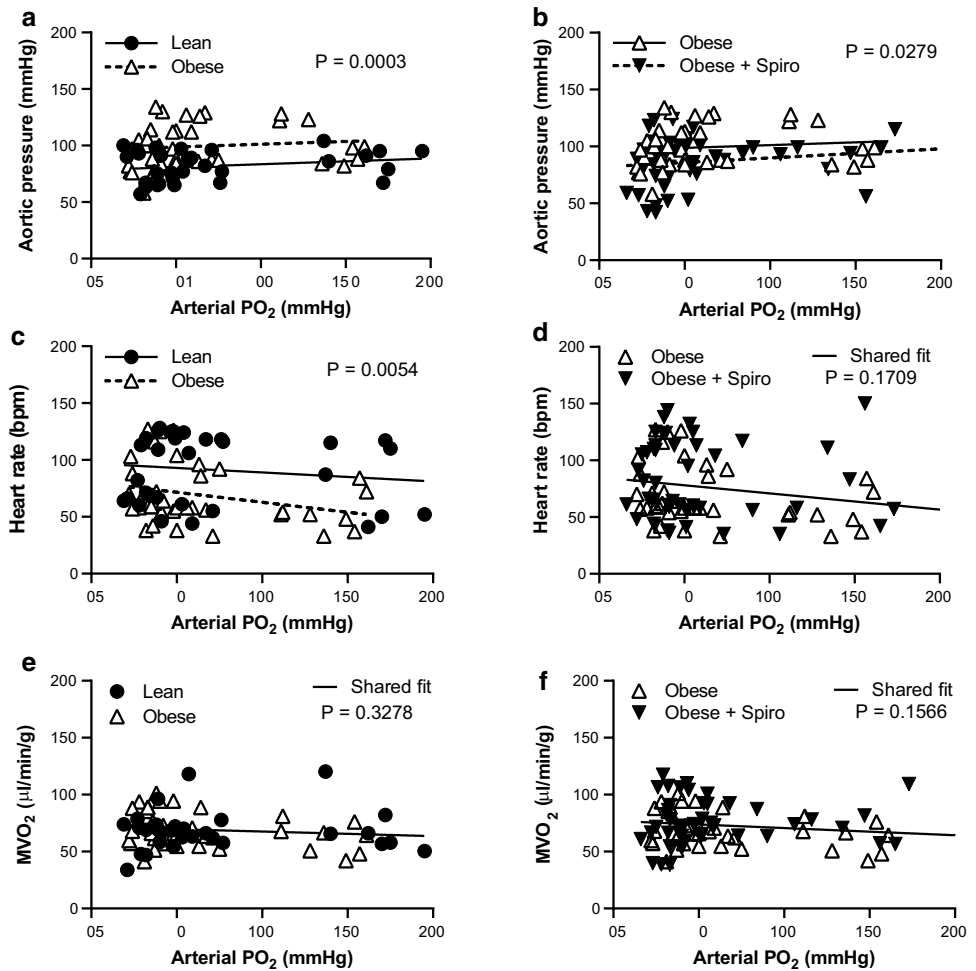 a
Lean
Obese
P = 0.0003
Aortic pressure (mmHg)
200
150
100
50
0
05 01 00 150 200
Arterial PO2 (mmHg)
b
Obese
Obese + Spiro
P = 0.0279
Aortic pressure (mmHg)
200
150
100
50
0
05 0 100 150 200
Arterial PO2 (mmHg)
c
Lean
Obese
P = 0.0054
Heart rate (bpm)
200
150
100
50
0
05 0 100 150 200
Arterial PO2 (mmHg)
d
Obese
Obese + Spiro
Shared fit
P = 0.1709
Heart rate (bpm)
200
150
100
50
0
05 0 100 150 200
Arterial PO2 (mmHg)
e
Lean
Obese
Shared fit
P = 0.3278
MVO2 (µl/min/g)
200
150
100
50
0
05 0 100 150 200
Arterial PO2 (mmHg)
f
Obese
Obese + Spiro
Shared fit
P = 0.1566
MVO2 (µl/min/g)
200
150
100
50
0
05 0 100 150 200
Arterial PO2 (mmHg)